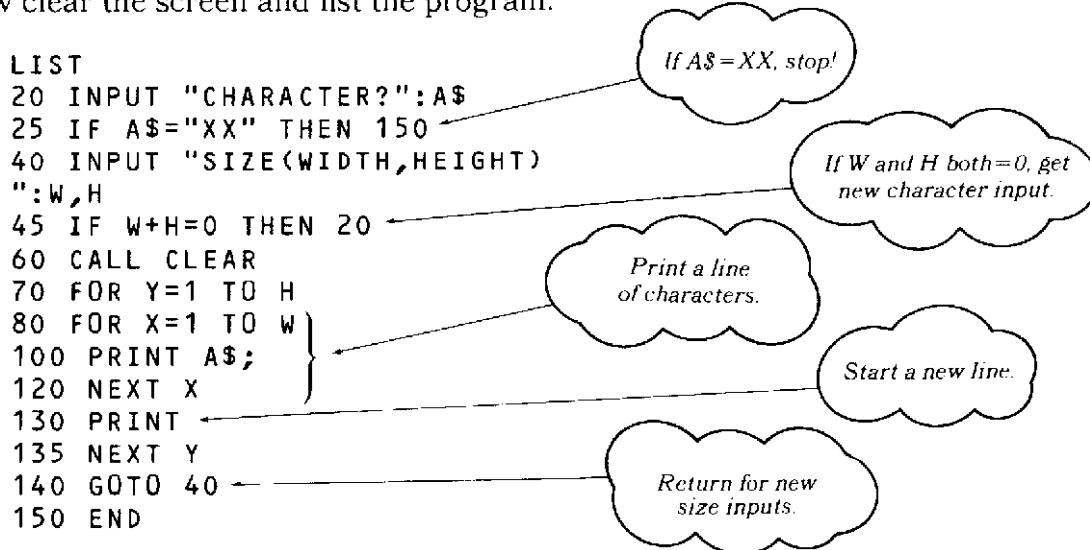 clear the screen and list the program.
LIST
20 INPUT "CHARACTER?":A$
25 IF A$="XX" THEN 150
If A$=XX, stop!
40 INPUT "SIZE(WIDTH,HEIGHT)
":W,H
If W and H both=0, get
new character input.
45 IF W+H=0 THEN 20
60 CALL CLEAR
70 FOR Y=1 TO H
80 FOR X=1 TO W
100 PRINT A$;
120 NEXT X
Print a line
of characters.
130 PRINT
Start a new line.
135 NEXT Y
140 GOTO 40
Return for new
size inputs.
150 END